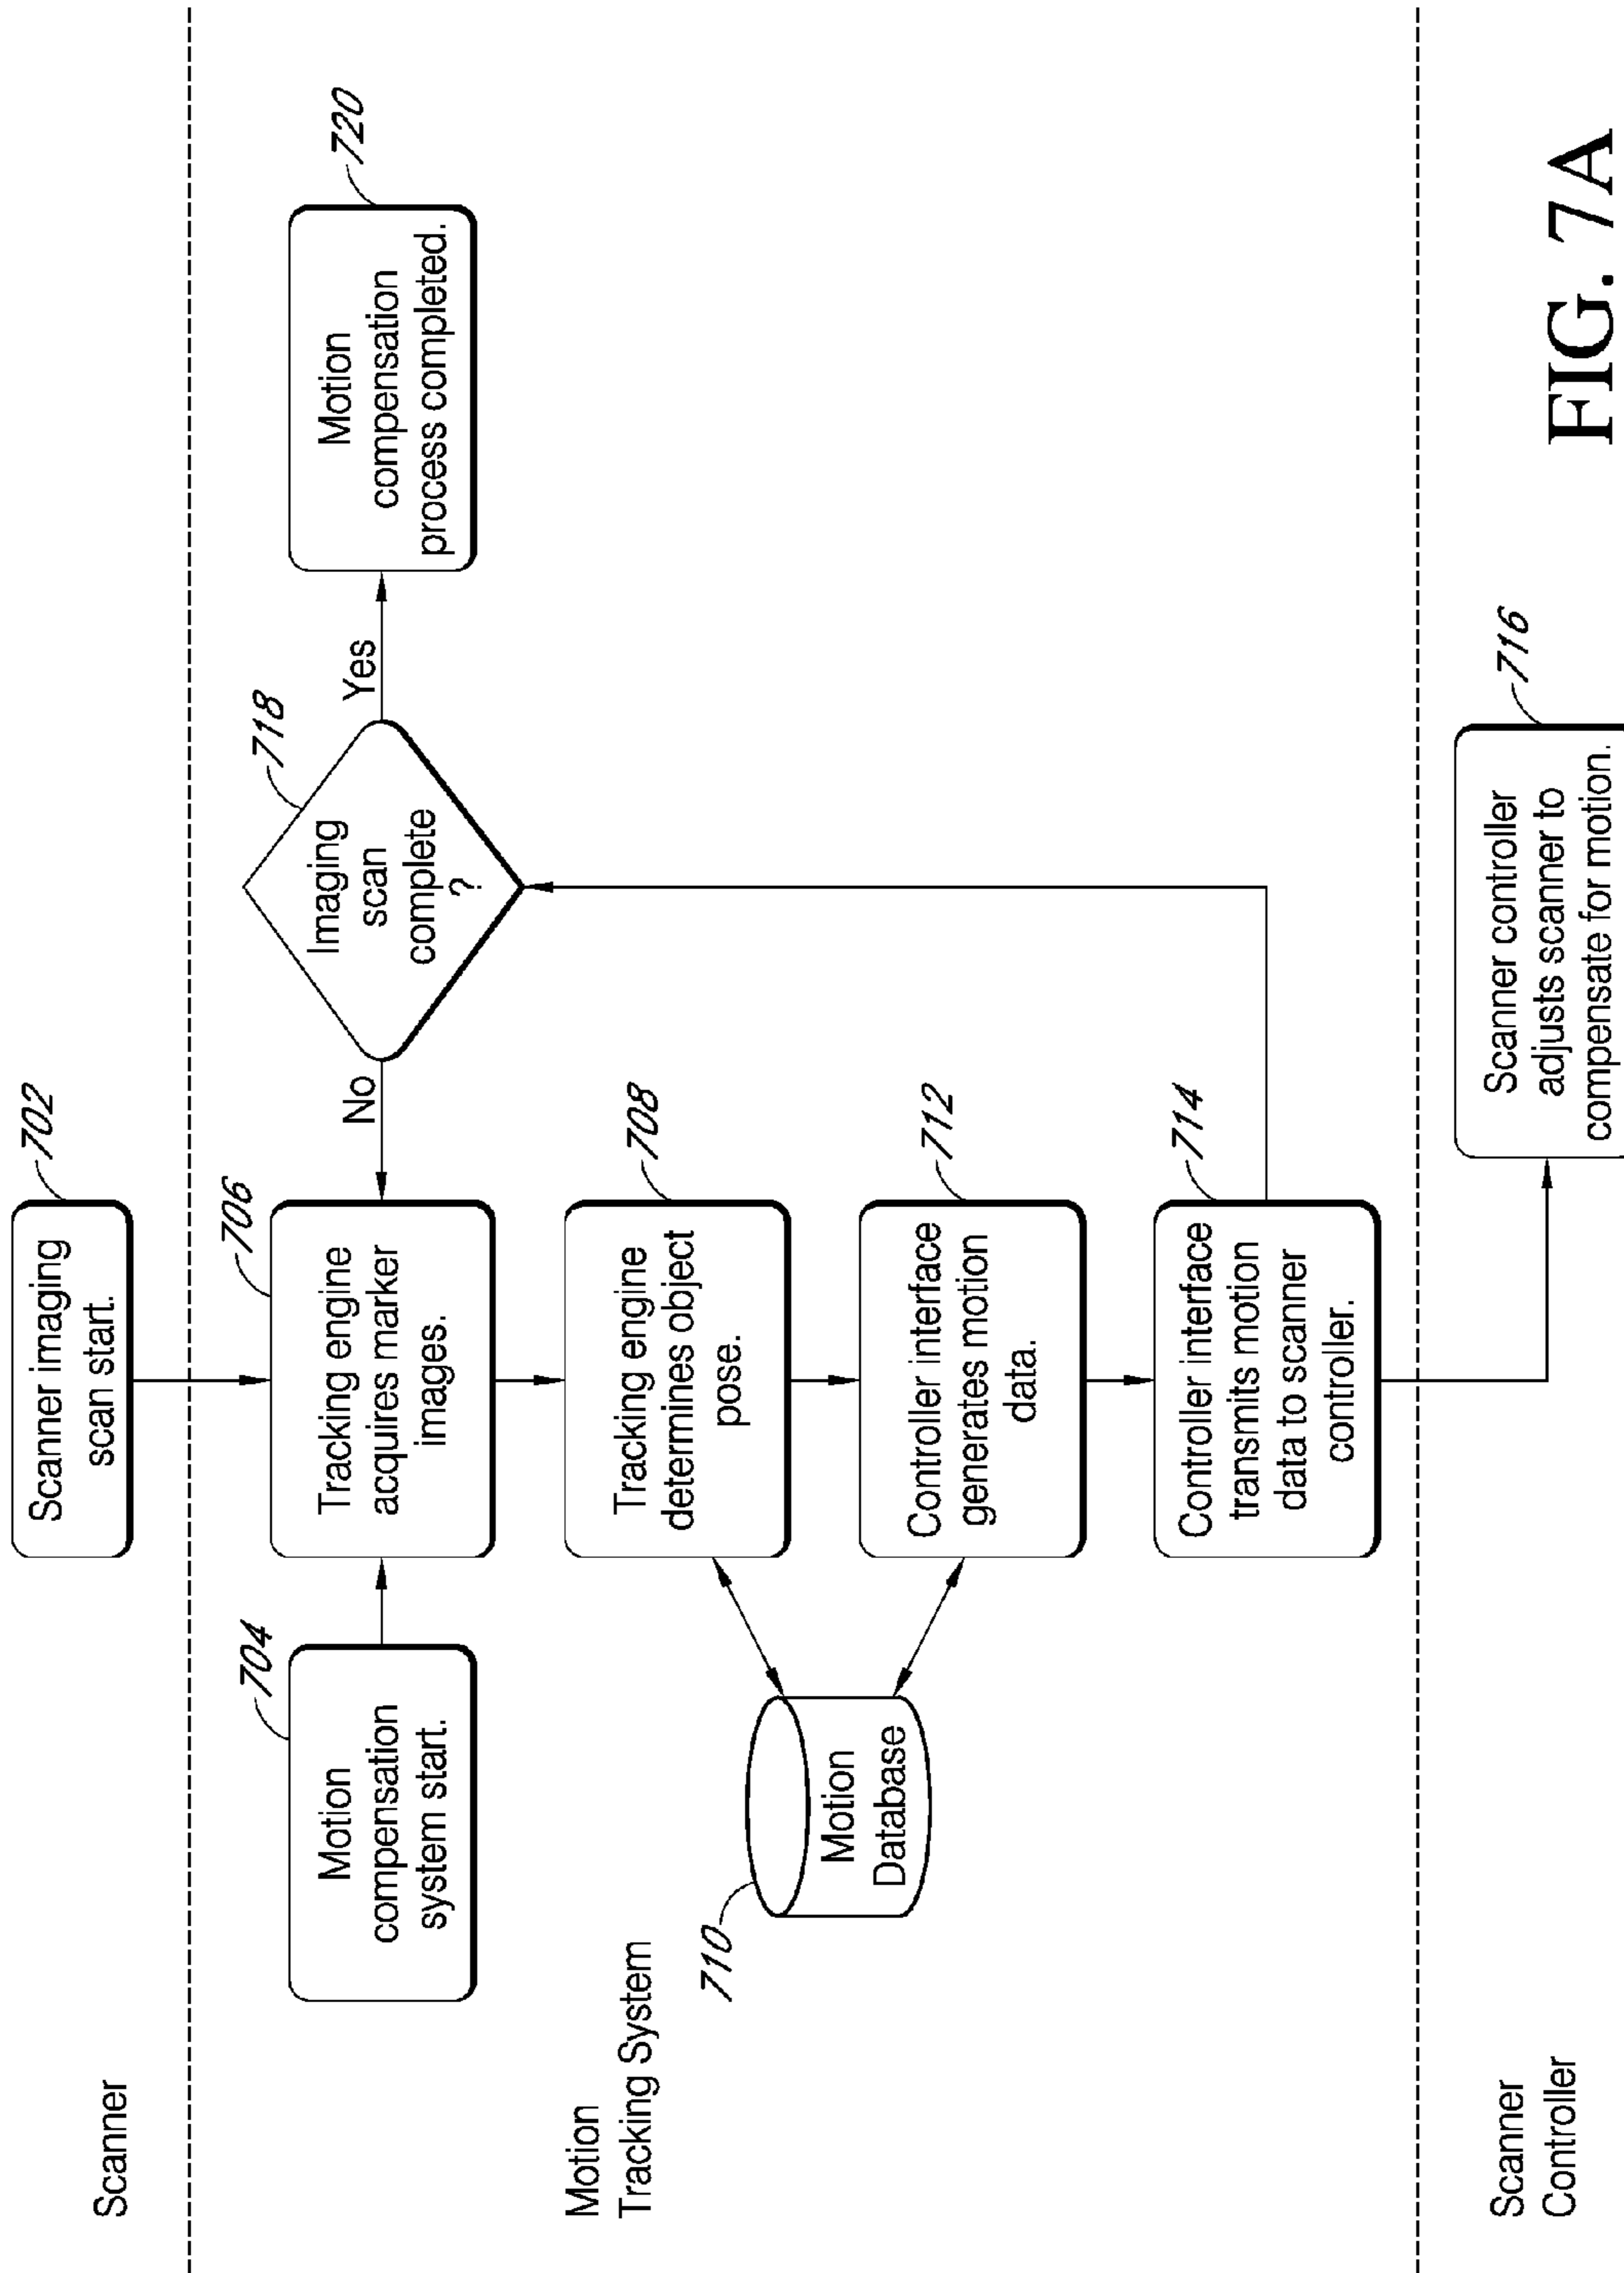 Scanner
Scanner imaging
scan start.
702
Motion
Tracking System
704
Motion
compensation
system start.
706
Tracking engine
acquires marker
images.
No
718
Imaging
scan
complete
?
Yes
720
Motion
compensation
process completed.
708
Tracking engine
determines object
pose.
710
Motion
Database
712
Controller interface
generates motion
data.
714
Controller interface
transmits motion
data to scanner
controller.
Scanner
Controller
716
Scanner controller
adjusts scanner to
compensate for motion.
FIG. 7A